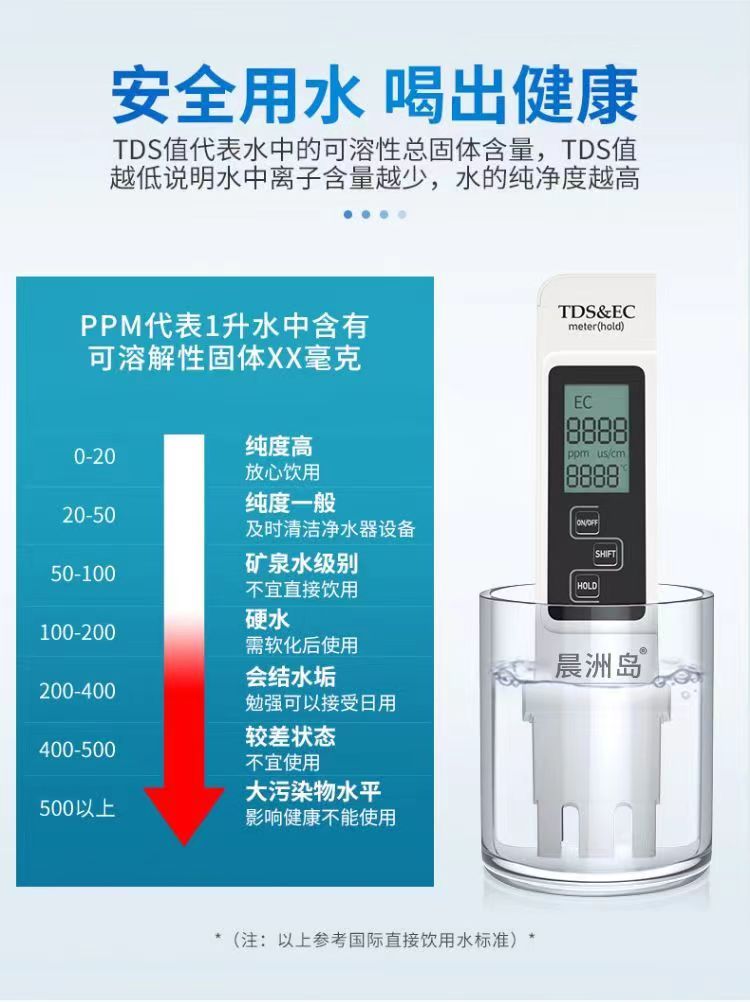 安全用水 喝出健康
TDS值代表水中的可溶性总固体含量，TDS值
越低说明水中离子含量越少，水的纯净度越高
PPM代表1升水中含有
可溶解性固体XX毫克
0-20
纯度高
放心饮用
20-50
纯度一般
及时清洁净水器设备
50-100
矿泉水级别
不宜直接饮用
100-200
硬水
需软化后使用
200-400
会结水垢
勉强可以接受日用
400-500
较差状态
不宜使用
500以上
大污染物水平
影响健康不能使用
TDS&EC
meter(hold)
EC
8888
ppm us/cm
8888℃
ON/OFF
SHIFT
HOLD
晨洲岛®
*（注：以上参考国际直接饮用水标准）*